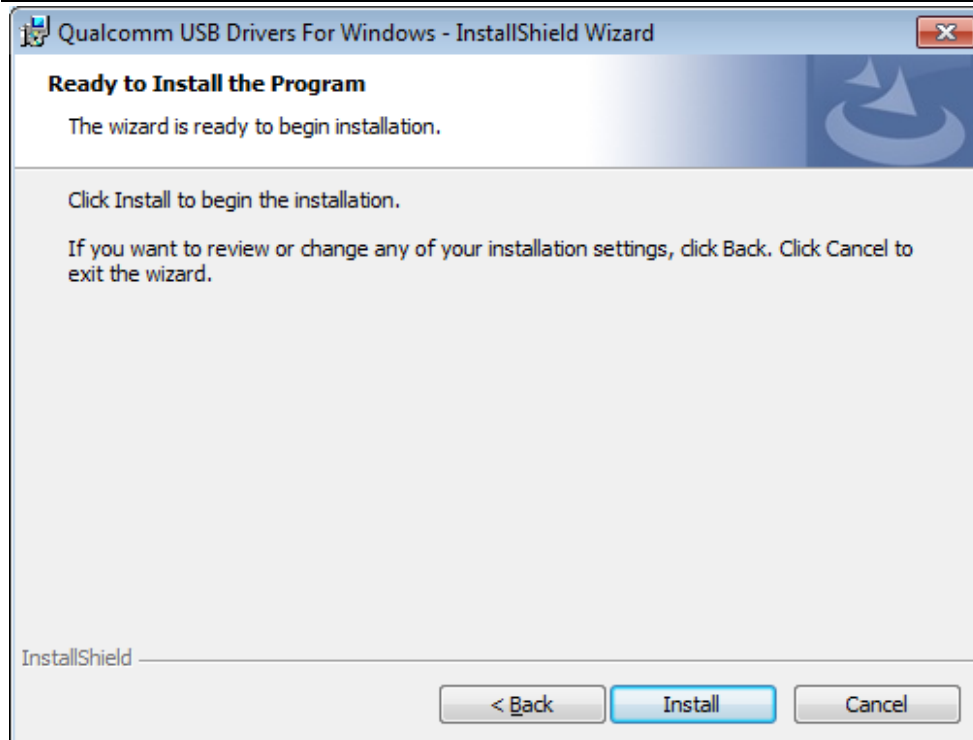 Qualcomm USB Drivers For Windows - InstallShield Wizard
Ready to Install the Program
The wizard is ready to begin installation.
Click Install to begin the installation.
If you want to review or change any of your installation settings, click Back. Click Cancel to
exit the wizard.
InstallShield
< Back
Install
Cancel